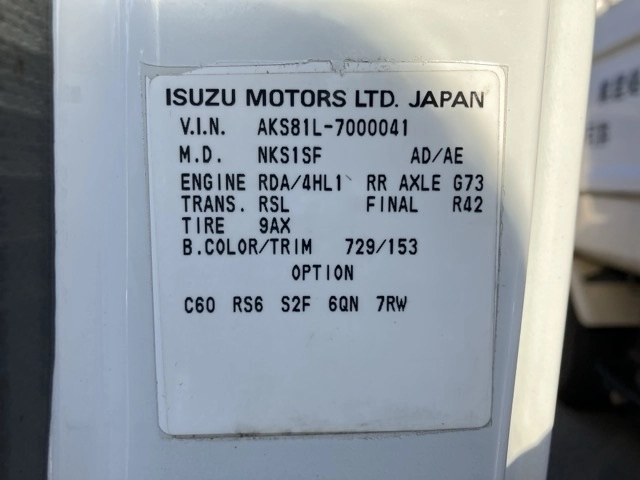 ISUZU MOTORS LTD. JAPAN
V.I.N. AKS81L-7000041
M.D. NKS1SF AD/AE
ENGINE RDA/4HL1 RR AXLE G73
TRANS. RSL FINAL R42
TIRE 9AX
B.COLOR/TRIM 729/153
OPTION
C60 RS6 S2F 6QN 7RW